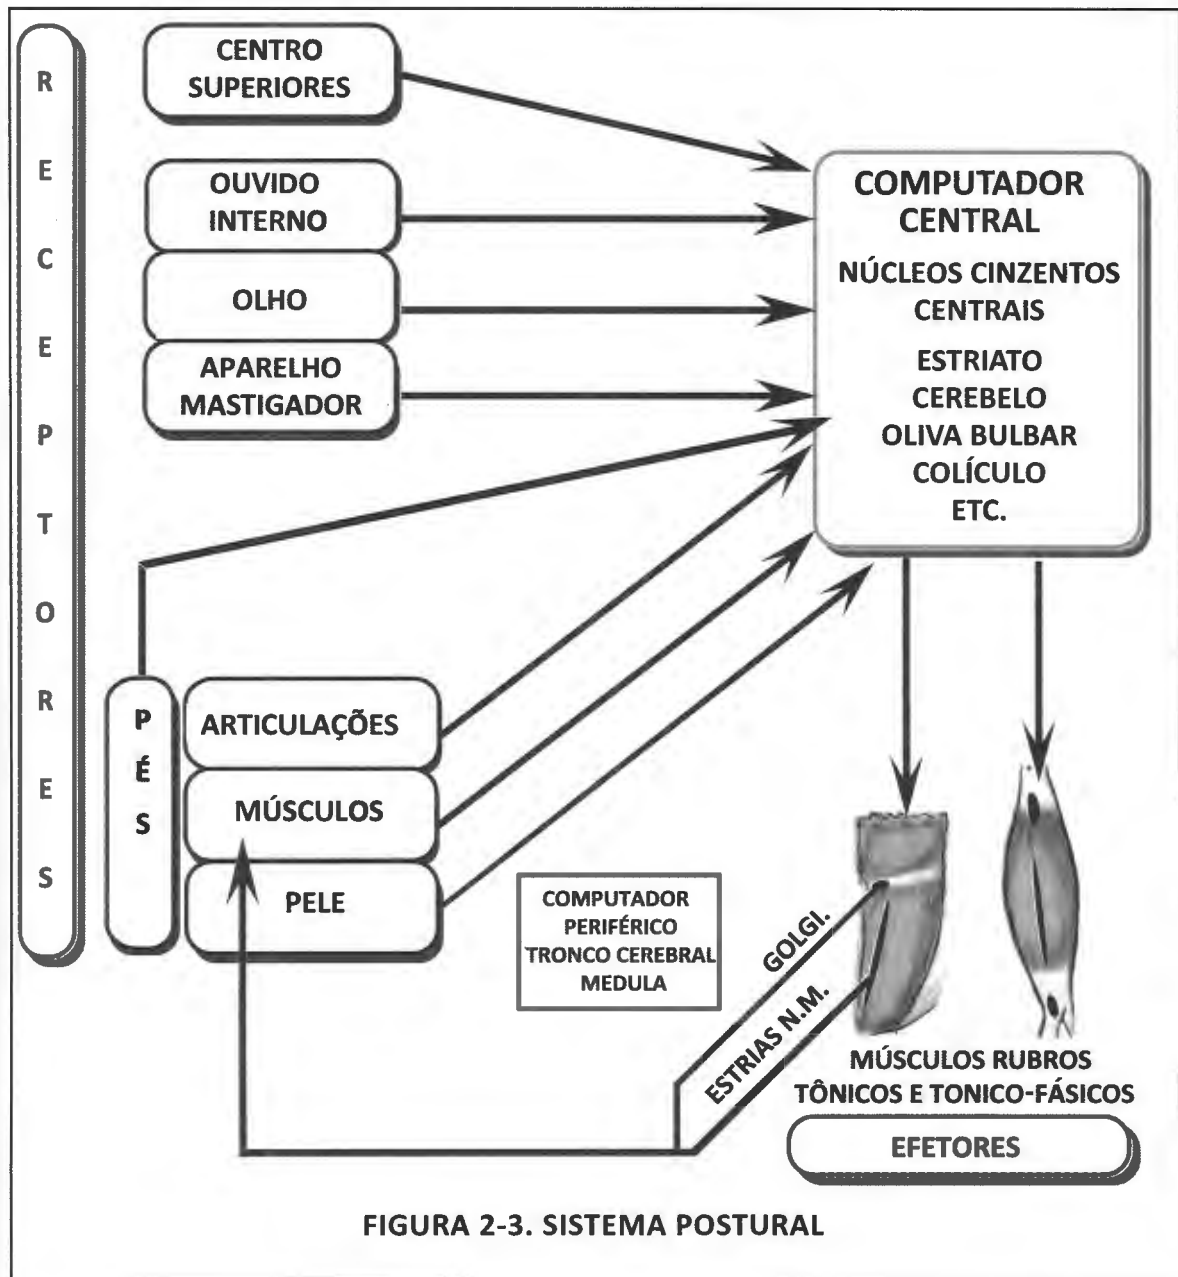 RECEPTORES
CENTRO
SUPERIORES
OUVIDO
INTERNO
OLHO
APARELHO
MASTIGADOR
COMPUTADOR
CENTRAL
NÚCLEOS CINZENTOS
CENTRAIS
ESTRIATO
CEREBELO
OLIVA BULBAR
COLÍCULO
ETC.
PÉS
ARTICULAÇÕES
MÚSCULOS
PELE
COMPUTADOR
PERIFÉRICO
TRONCO CEREBRAL
MEDULA
GOLGI.
ESTRIAS N.M.
MÚSCULOS RUBROS
TÔNICOS E TONICO-FÁSICOS
EFETORES
FIGURA 2-3. SISTEMA POSTURAL